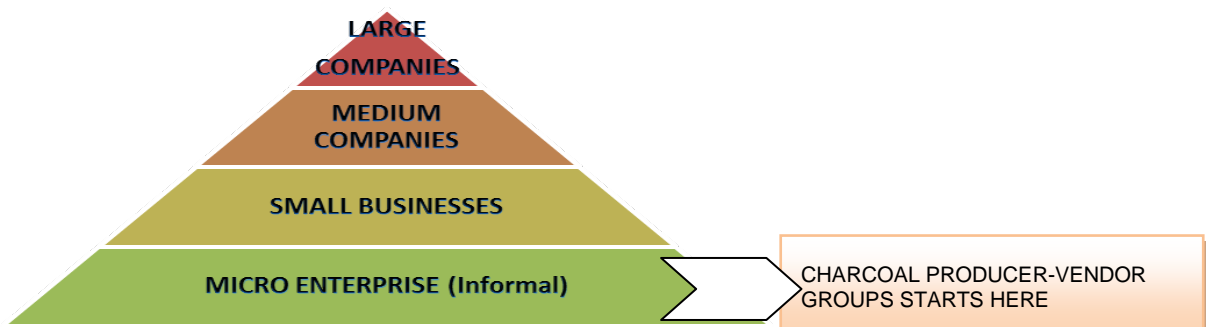 LARGE
COMPANIES
MEDIUM
COMPANIES
SMALL BUSINESSES
MICRO ENTERPRISE (Informal)
CHARCOAL PRODUCER-VENDOR
GROUPS STARTS HERE